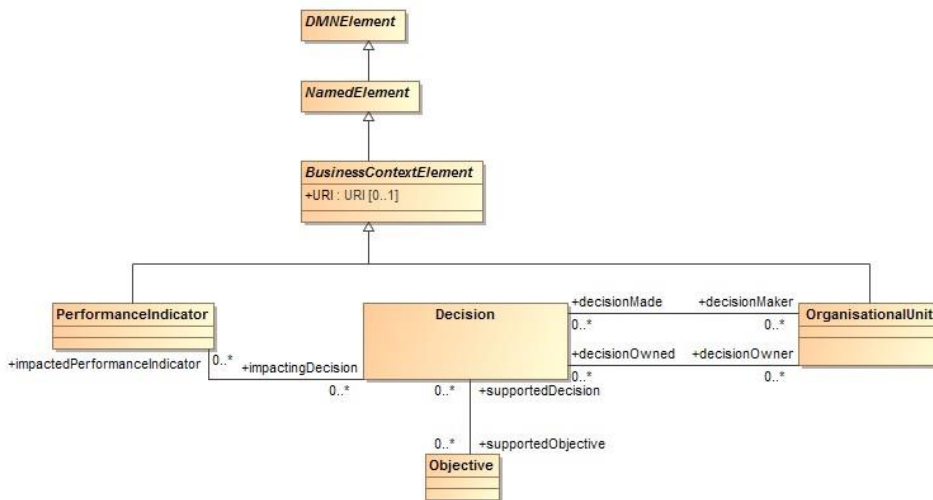 DMNElement
NamedElement
BusinessContextElement
+URI : URI [0..1]
PerformanceIndicator
Decision
+decisionMade
+decisionMaker
OrganisationalUnit
0..*
0..*
+impactedPerformanceIndicator
0..*
+impactingDecision
0..*
+decisionOwned
+decisionOwner
0..*
0..*
0..*
+supportedDecision
0..*
+supportedObjective
Objective